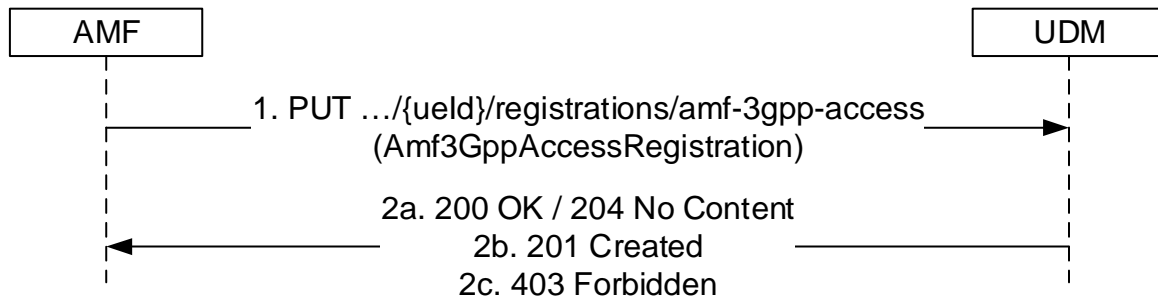 AMF
UDM
1. PUT …/{ueId}/registrations/amf-3gpp-access
(Amf3GppAccessRegistration)
2a. 200 OK / 204 No Content
2b. 201 Created
2c. 403 Forbidden